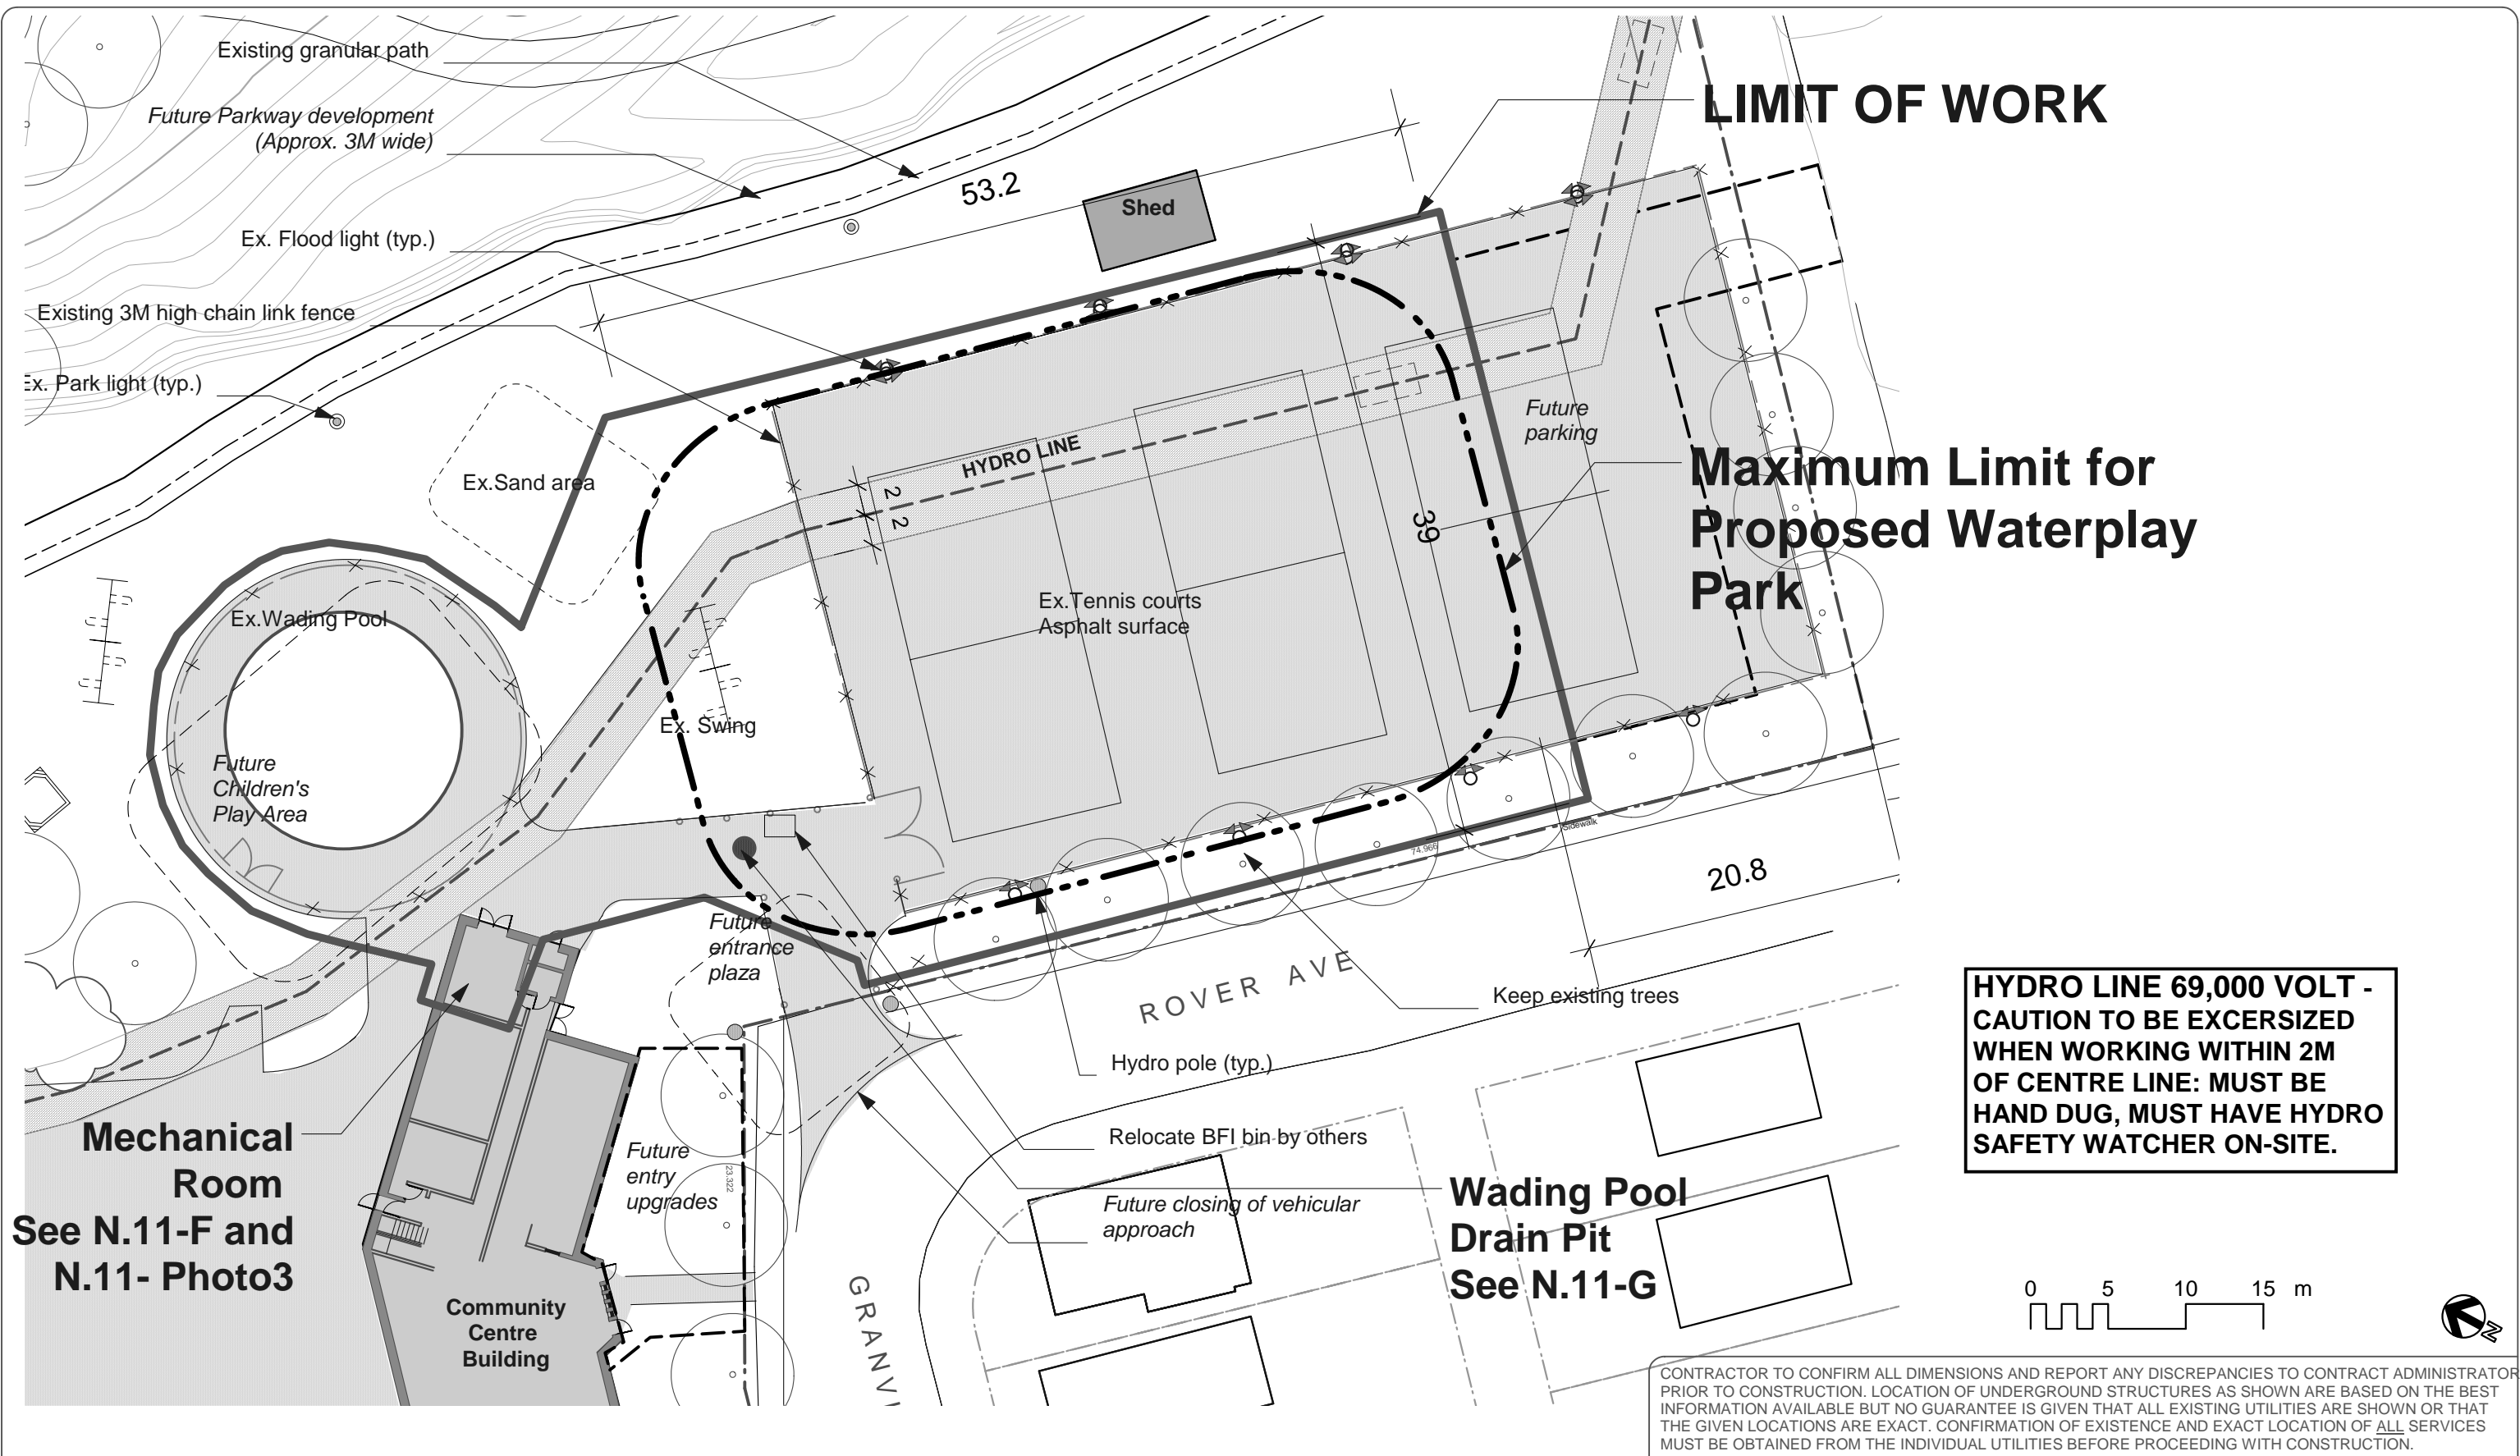 Existing granular path
Future Parkway development
(Approx. 3M wide)
LIMIT OF WORK
53.2
Shed
Ex. Flood light (typ.)
Existing 3M high chain link fence
Ex. Park light (typ.)
Ex.Sand area
HYDRO LINE
2
2
Future
parking
39
Maximum Limit for
Proposed Waterplay
Park
Ex.Wading Pool
Ex.Tennis courts
Asphalt surface
Ex. Swing
Future
Children's
Play Area
Sidewalk
74.966
20.8
Future
entrance
plaza
ROVER AVE
Keep existing trees
HYDRO LINE 69,000 VOLT -
CAUTION TO BE EXCERSIZED
WHEN WORKING WITHIN 2M
OF CENTRE LINE: MUST BE
HAND DUG, MUST HAVE HYDRO
SAFETY WATCHER ON-SITE.
Hydro pole (typ.)
Mechanical
Room
See N.11-F and
N.11- Photo3
Relocate BFI bin by others
Future
entry
upgrades
23.322
Future closing of vehicular
approach
Wading Pool
Drain Pit
See N.11-G
Community
Centre
Building
GRANV
0 5 10 15 m
N
CONTRACTOR TO CONFIRM ALL DIMENSIONS AND REPORT ANY DISCREPANCIES TO CONTRACT ADMINISTRATOR
PRIOR TO CONSTRUCTION. LOCATION OF UNDERGROUND STRUCTURES AS SHOWN ARE BASED ON THE BEST
INFORMATION AVAILABLE BUT NO GUARANTEE IS GIVEN THAT ALL EXISTING UTILITIES ARE SHOWN OR THAT
THE GIVEN LOCATIONS ARE EXACT. CONFIRMATION OF EXISTENCE AND EXACT LOCATION OF ALL SERVICES
MUST BE OBTAINED FROM THE INDIVIDUAL UTILITIES BEFORE PROCEEDING WITH CONSTRUCTION.